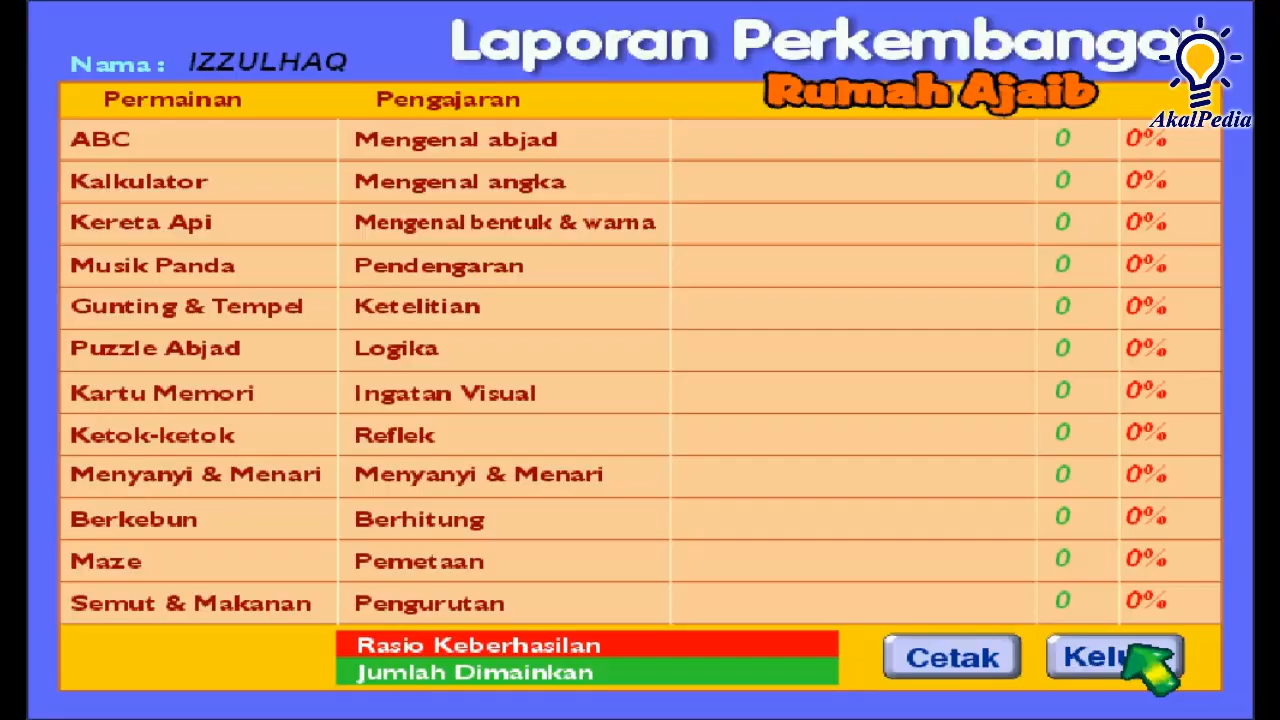 Laporan Perkembanga
Nama : IZZULHAQ
Rumah Ajaib
AkalPedia
Permainan Pengajaran
ABC Mengenal abjad 0 0%
Kalkulator Mengenal angka 0 0%
Kereta Api Mengenal bentuk & warna 0 0%
Musik Panda Pendengaran 0 0%
Gunting & Tempel Ketelitian 0 0%
Puzzle Abjad Logika 0 0%
Kartu Memori Ingatan Visual 0 0%
Ketok-ketok Reflek 0 0%
Menyanyi & Menari Menyanyi & Menari 0 0%
Berkebun Berhitung 0 0%
Maze Pemetaan 0 0%
Semut & Makanan Pengurutan 0 0%
Rasio Keberhasilan
Jumlah Dimainkan
Cetak